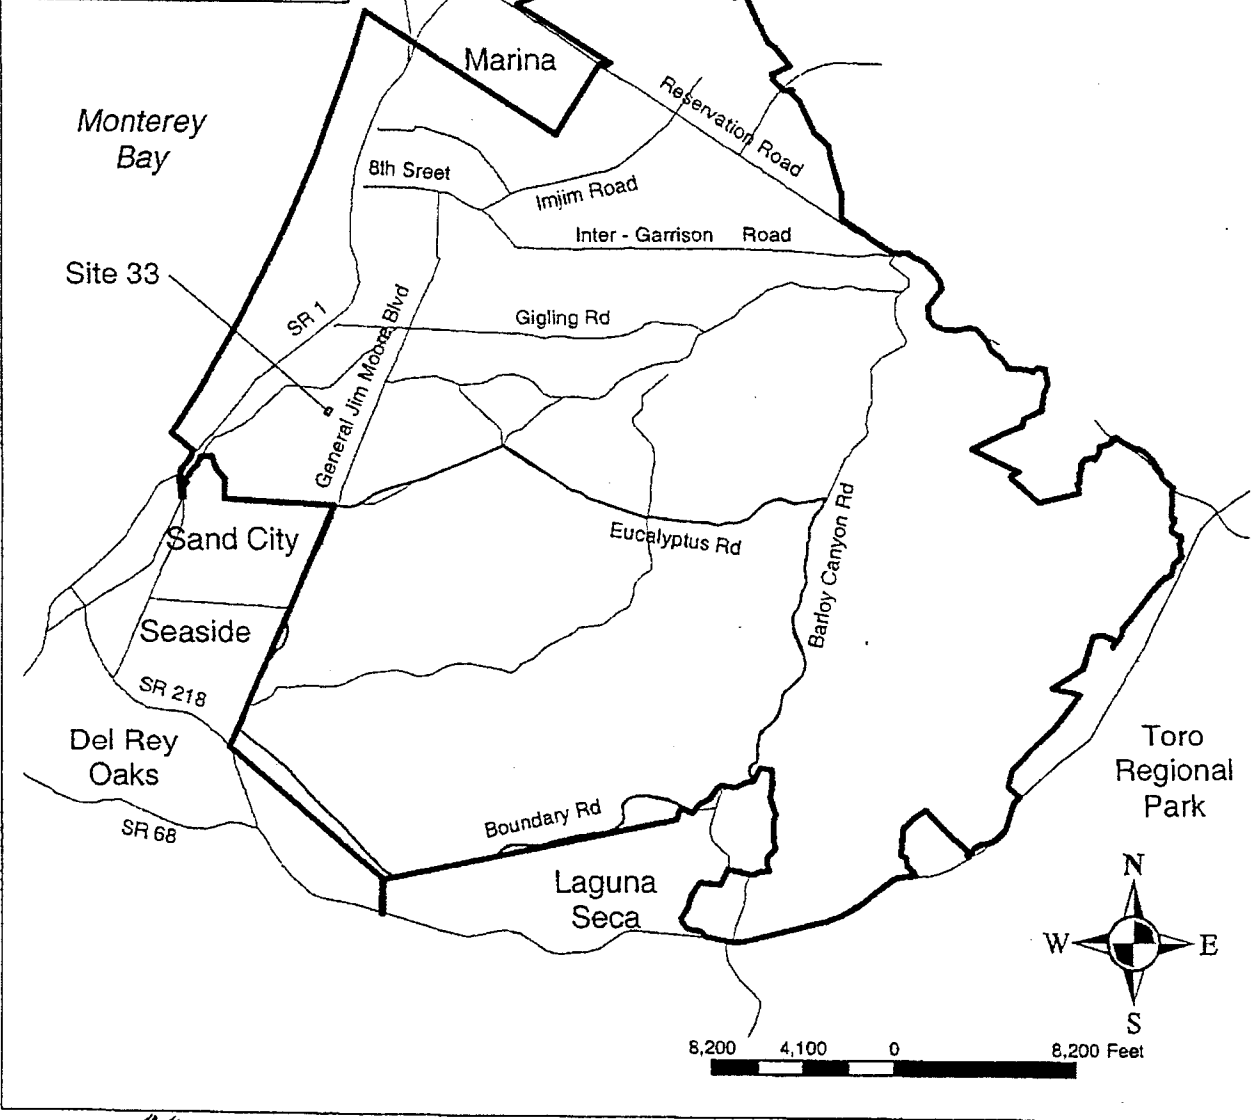 Marina
Monterey
Bay
Reservation Road
8th Sreet
Imjim Road
Inter - Garrison Road
Site 33
SR 1
General Jim Moore Blvd
Gigling Rd
Sand City
Eucalyptus Rd
Barloy Canyon Rd
Seaside
SR 218
Del Rey
Oaks
SR 68
Boundary Rd
Laguna
Seca
Toro
Regional
Park
N
W
E
S
8,200 4,100 0 8,200 Feet